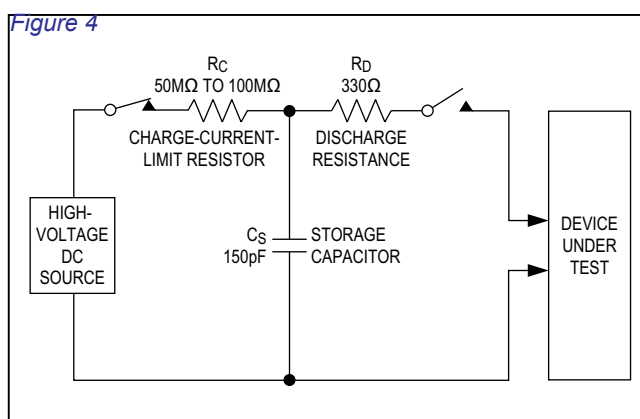 Figure 4
RC
50MΩ TO 100MΩ
CHARGE-CURRENT-
LIMIT RESISTOR
RD
330Ω
DISCHARGE
RESISTANCE
HIGH-
VOLTAGE
DC
SOURCE
CS
150pF
STORAGE
CAPACITOR
DEVICE
UNDER
TEST